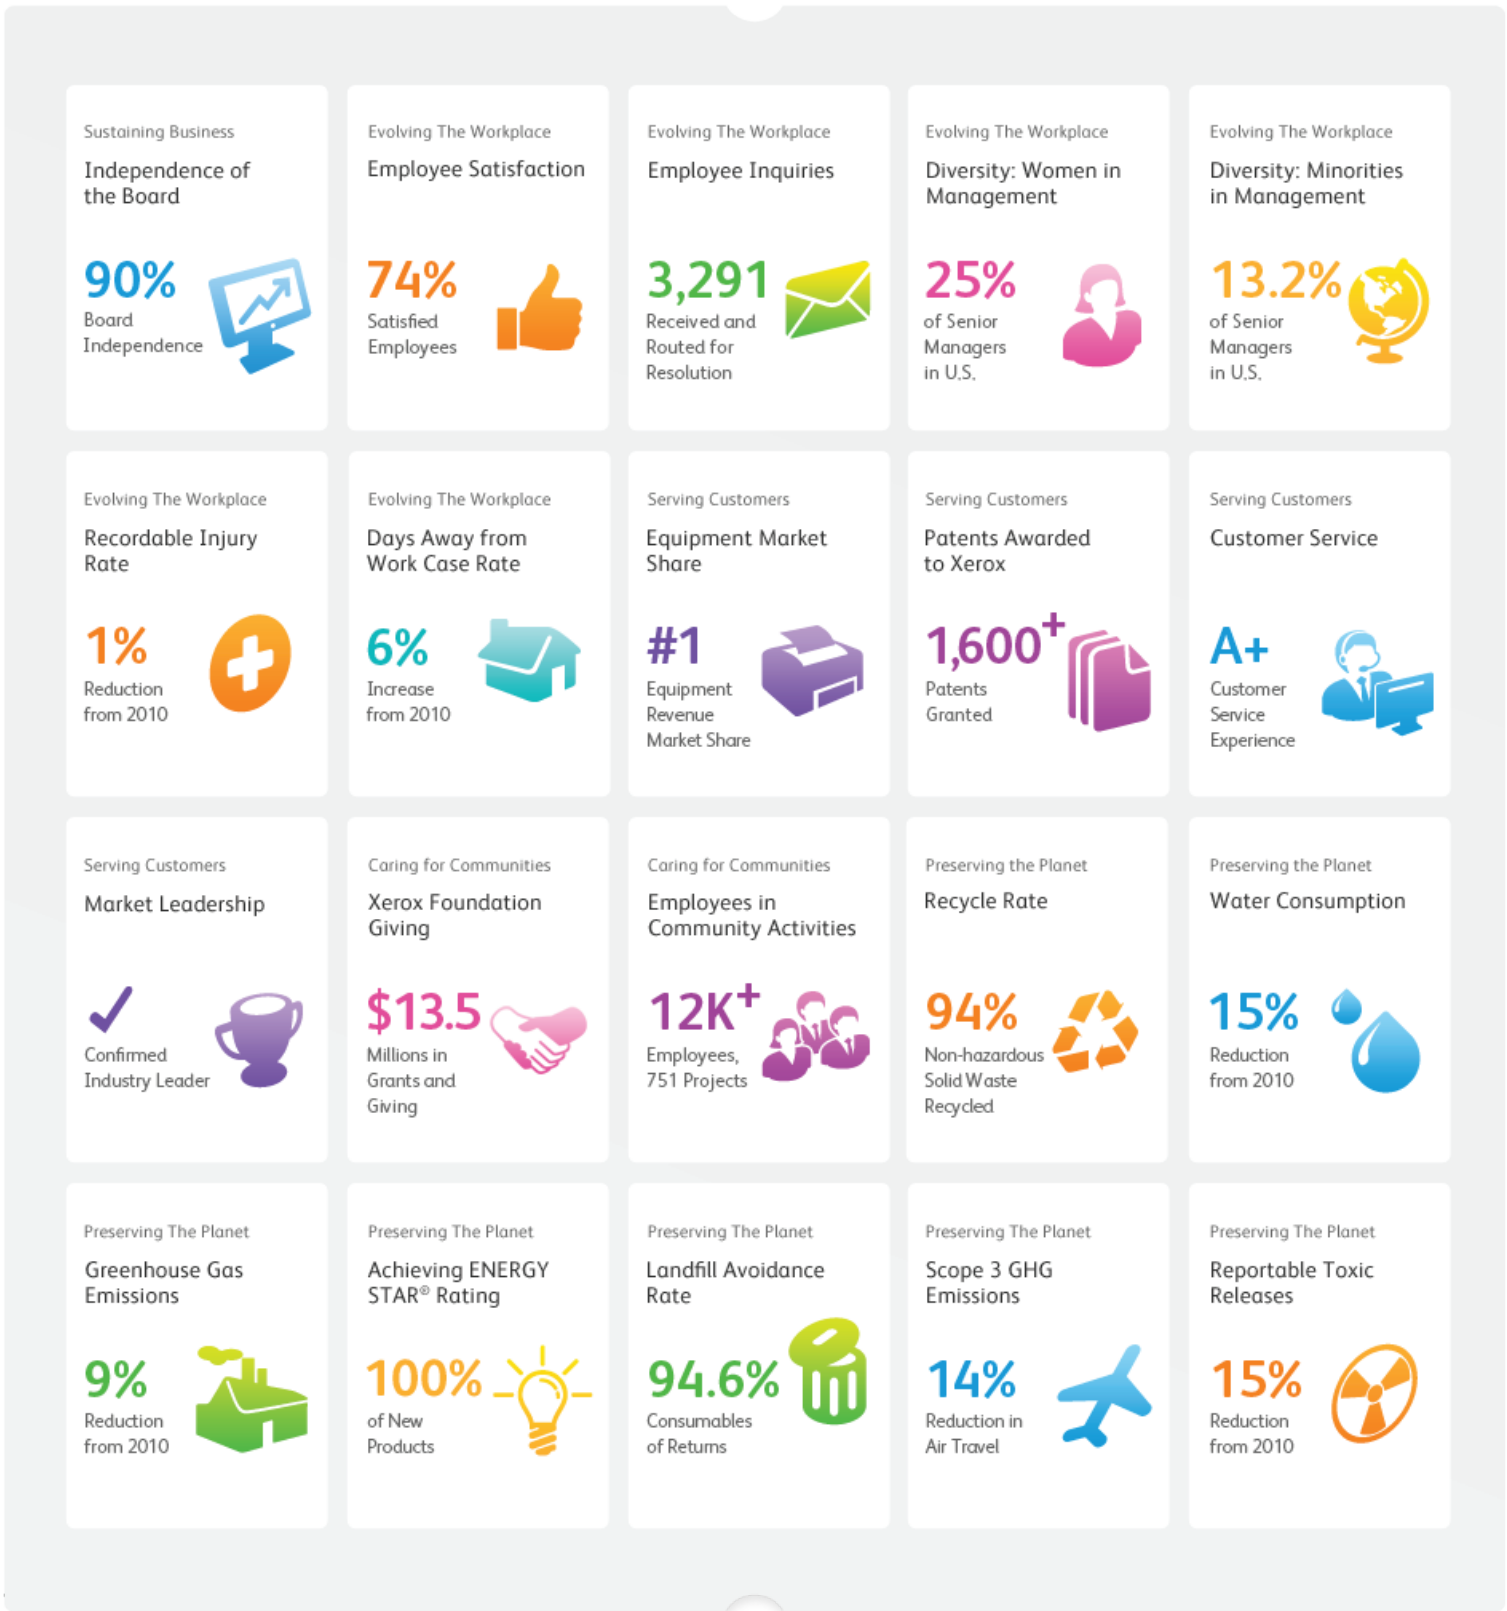 Sustaining Business
Independence of
the Board
90%
Board
Independence
Evolving The Workplace
Employee Satisfaction
74%
Satisfied
Employees
Evolving The Workplace
Employee Inquiries
3,291
Received and
Routed for
Resolution
Evolving The Workplace
Diversity: Women in
Management
25%
of Senior
Managers
in U.S.
Evolving The Workplace
Diversity: Minorities
in Management
13.2%
of Senior
Managers
in U.S.
Evolving The Workplace
Recordable Injury
Rate
1%
Reduction
from 2010
Evolving The Workplace
Days Away from
Work Case Rate
6%
Increase
from 2010
Serving Customers
Equipment Market
Share
#1
Equipment
Revenue
Market Share
Serving Customers
Patents Awarded
to Xerox
1,600+
Patents
Granted
Serving Customers
Customer Service
A+
Customer
Service
Experience
Serving Customers
Market Leadership
Confirmed
Industry Leader
Caring for Communities
Xerox Foundation
Giving
$13.5
Millions in
Grants and
Giving
Caring for Communities
Employees in
Community Activities
12K+
Employees,
751 Projects
Preserving the Planet
Recycle Rate
94%
Non-hazardous
Solid Waste
Recycled
Preserving the Planet
Water Consumption
15%
Reduction
from 2010
Preserving The Planet
Greenhouse Gas
Emissions
9%
Reduction
from 2010
Preserving The Planet
Achieving ENERGY
STAR® Rating
100%
of New
Products
Preserving The Planet
Landfill Avoidance
Rate
94.6%
Consumables
of Returns
Preserving The Planet
Scope 3 GHG
Emissions
14%
Reduction in
Air Travel
Preserving The Planet
Reportable Toxic
Releases
15%
Reduction
from 2010